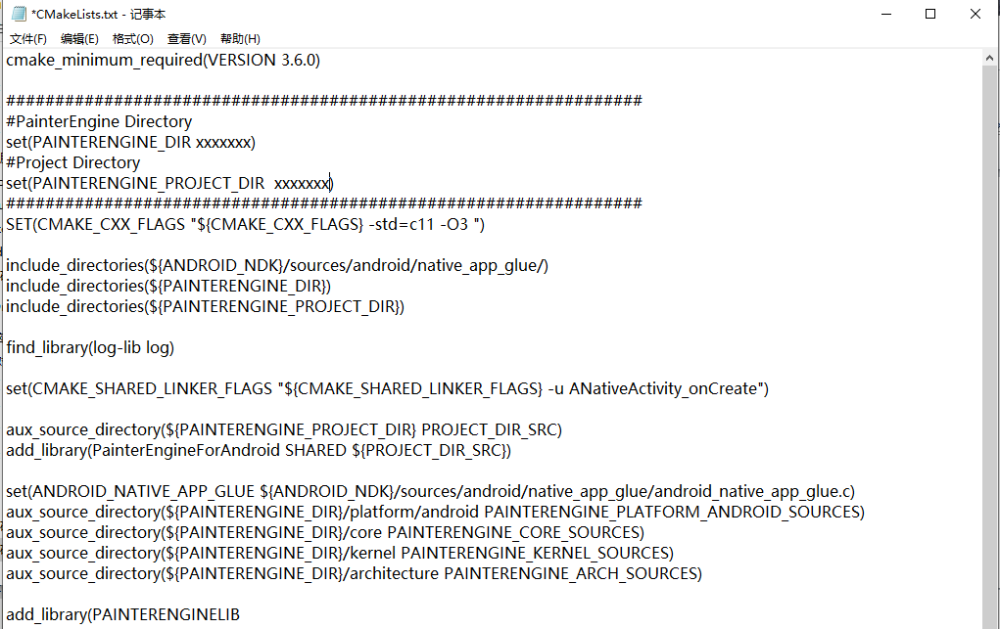 *CMakeLists.txt - 记事本
文件(F) 编辑(E) 格式(O) 查看(V) 帮助(H)
cmake_minimum_required(VERSION 3.6.0)
#################################################################
#PainterEngine Directory
set(PAINTERENGINE_DIR xxxxxxx)
#Project Directory
set(PAINTERENGINE_PROJECT_DIR  xxxxxxx)
#################################################################
SET(CMAKE_CXX_FLAGS "${CMAKE_CXX_FLAGS} -std=c11 -O3 ")
include_directories(${ANDROID_NDK}/sources/android/native_app_glue/)
include_directories(${PAINTERENGINE_DIR})
include_directories(${PAINTERENGINE_PROJECT_DIR})
find_library(log-lib log)
set(CMAKE_SHARED_LINKER_FLAGS "${CMAKE_SHARED_LINKER_FLAGS} -u ANativeActivity_onCreate")
aux_source_directory(${PAINTERENGINE_PROJECT_DIR} PROJECT_DIR_SRC)
add_library(PainterEngineForAndroid SHARED ${PROJECT_DIR_SRC})
set(ANDROID_NATIVE_APP_GLUE ${ANDROID_NDK}/sources/android/native_app_glue/android_native_app_glue.c)
aux_source_directory(${PAINTERENGINE_DIR}/platform/android PAINTERENGINE_PLATFORM_ANDROID_SOURCES)
aux_source_directory(${PAINTERENGINE_DIR}/core PAINTERENGINE_CORE_SOURCES)
aux_source_directory(${PAINTERENGINE_DIR}/kernel PAINTERENGINE_KERNEL_SOURCES)
aux_source_directory(${PAINTERENGINE_DIR}/architecture PAINTERENGINE_ARCH_SOURCES)
add_library(PAINTERENGINELIB